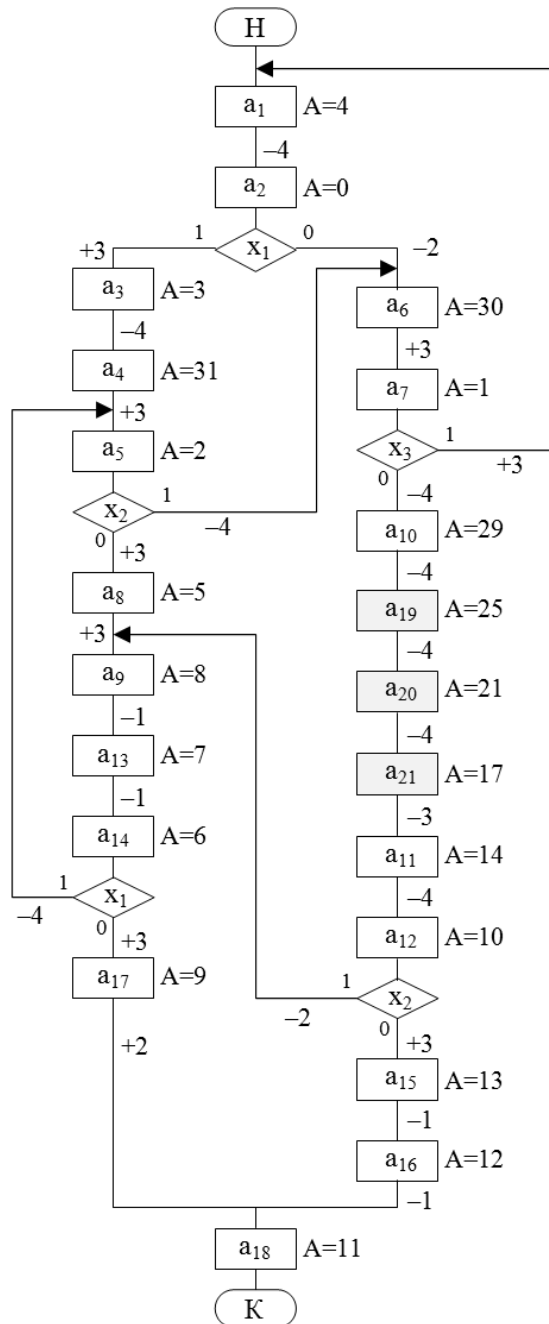 Н
a1 A=4
–4
a2 A=0
1 x1 0
+3 –2
a3 A=3
a6 A=30
–4 +3
a4 A=31
a7 A=1
+3
a5 A=2
x3 1
0 +3
x2 1
0 –4
–4
a10 A=29
+3 –4
a8 A=5
a19 A=25
+3 –4
a9 A=8
a20 A=21
–1 –4
a13 A=7
a21 A=17
–1 –3
a14 A=6
a11 A=14
1 x1
–4 0
–4
a12 A=10
+3
a17 A=9
1 x2
–2 0
+2 +3
a15 A=13
–1
a16 A=12
–1
a18 A=11
К